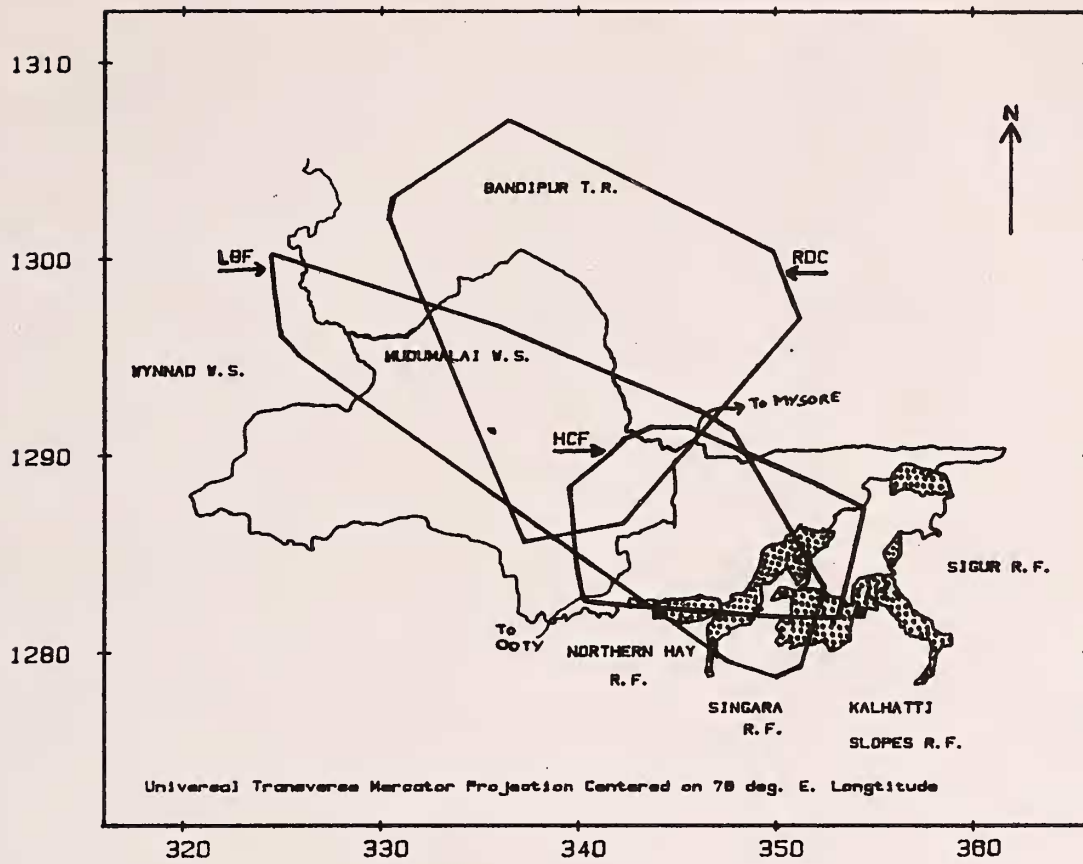 1310
N
BANDIPUR T.R.
1300
LBF
RDC
MUDUMALAI W.S.
WYNNAD W.S.
To MYSORE
HCF
1290
SIGUR R.F.
To
OOTY
1280
NORTHERN HAY
R.F.
SINGARA
R.F.
KALHATTI
SLOPES R.F.
Universal Transverse Mercator Projection Centered on 78 deg. E. Longtitude
320
330
340
350
360